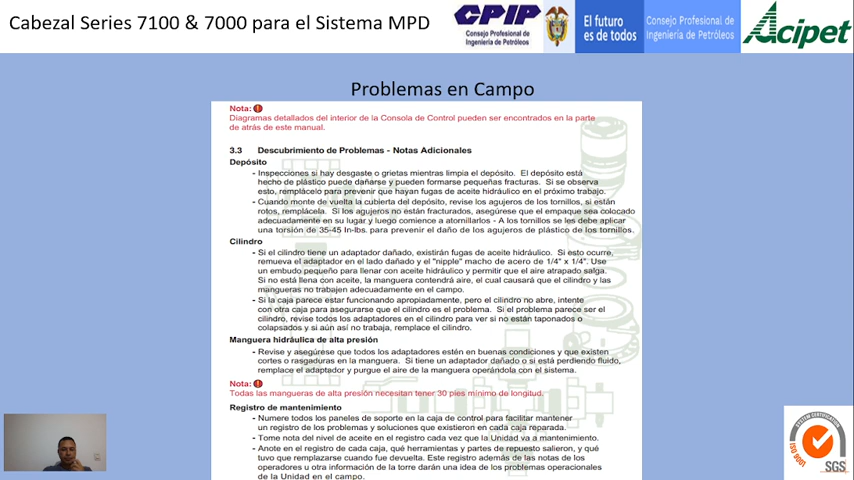 Cabezal Series 7100 & 7000 para el Sistema MPD
CPIP
Consejo Profesional de
Ingeniería de Petróleos
El futuro
es de todos
Consejo Profesional de
Ingeniería de Petróleos
Acipet
Problemas en Campo
Nota:
Diagramas detallados del interior de la Consola de Control pueden ser encontrados en la parte
de atrás de este manual.
3.3 Descubrimiento de Problemas - Notas Adicionales
Depósito
- Inspecciones si hay desgaste o grietas mientras limpia el depósito. El depósito está
hecho de plástico puede dañarse y pueden formarse pequeñas fracturas. Si se observa
esto, remplácelo para prevenir que hayan fugas de aceite hidráulico en el próximo trabajo.
- Cuando monte de vuelta la cubierta del depósito, revise los agujeros de los tornillos, si están
rotos, remplácela. Si los agujeros no están fracturados, asegúrese que el empaque sea colocado
adecuadamente en su lugar y luego comience a atornillarlos - A los tornillos se les debe aplicar
una torsión de 35-45 In-lbs. para prevenir el daño de los agujeros de plástico de los tornillos.
Cilindro
- Si el cilindro tiene un adaptador dañado, existirán fugas de aceite hidráulico. Si esto ocurre,
remueva el adaptador en el lado dañado y el "nipple" macho de acero de 1/4" x 1/4". Use
un embudo pequeño para llenar con aceite hidráulico y permitir que el aire atrapado salga.
Si no está llena con aceite, la manguera contendrá aire, el cual causará que el cilindro y las
mangueras no trabajen adecuadamente en el campo.
- Si la caja parece estar funcionando apropiadamente, pero el cilindro no abre, intente
con otra caja para asegurarse que el cilindro es el problema. Si el problema parece ser el
cilindro, revise todos los adaptadores en el cilindro para ver si no están taponados o
colapsados y si aún así no trabaja, remplace el cilindro.
Manguera hidráulica de alta presión
- Revise y asegúrese que todos los adaptadores estén en buenas condiciones y que existen
cortes o rasgaduras en la manguera. Si tiene un adaptador dañado o si está perdiendo fluido,
remplace el adaptador y purgue el aire de la manguera operándola con el sistema.
Nota:
Todas las mangueras de alta presión necesitan tener 30 pies mínimo de longitud.
Registro de mantenimiento
- Numere todos los paneles de soporte en la caja de control para facilitar mantener
un registro de los problemas y soluciones que existieron en cada caja reparada.
- Tome nota del nivel de aceite en el registro cada vez que la Unidad va a mantenimiento.
- Anote en el registro de cada caja, qué herramientas y partes de repuesto salieron, y qué
tuvo que remplazarse cuando fue devuelta. Este registro además de las notas de los
operadores u otra información de la torre darán una idea de los problemas operacionales
de la Unidad en el campo.
SYSTEM CERTIFICATION
ISO 9001
SGS